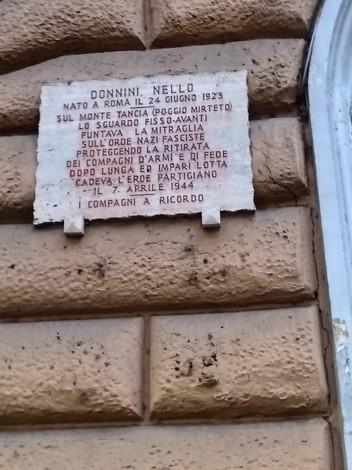 DONNINI, NELLO
NATO A ROMA IL 24 GIUGNO 1923
SUL MONTE TANCIA (POGGIO MIRTETO)
LO SGUARDO FISSO-AVANTI
PUNTAVA LA MITRAGLIA
SULL'ORDE NAZI FASCISTE
PROTEGGENDO LA RITIRATA
DEI COMPAGNI D'ARMI E DI FEDE
DOPO LUNGA ED IMPARI LOTTA
CADEVA L'EROE PARTIGIANO
IL 7 APRILE 1944
I COMPAGNI A RICORDO